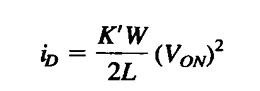 i_D = \frac{K'W}{2L} (V_{ON})^2